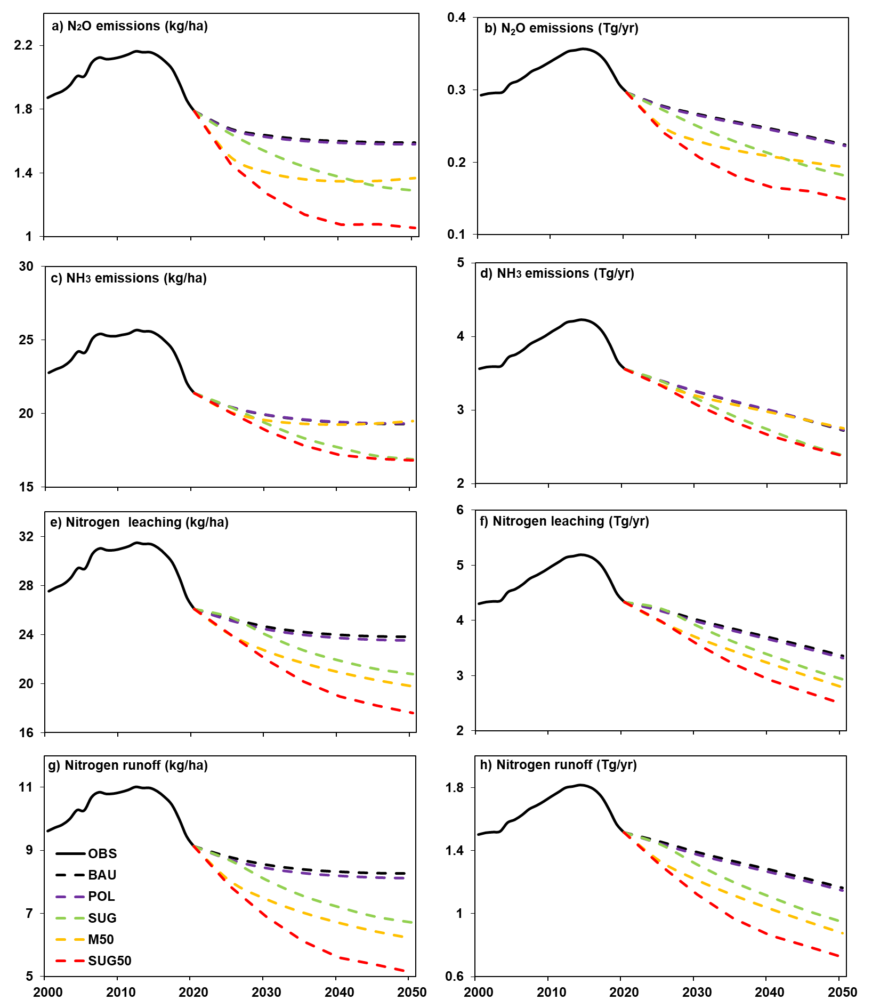 a) N2O emissions (kg/ha)
2.2
1.8
1.4
1
b) N₂O emissions (Tg/yr)
0.4
0.3
0.2
0.1
c) NH3 emissions (kg/ha)
30
25
20
15
d) NH3 emissions (Tg/yr)
5
4
3
2
e) Nitrogen  leaching (kg/ha)
32
28
24
20
16
f) Nitrogen leaching (Tg/yr)
6
5
4
3
2
g) Nitrogen runoff (kg/ha)
11
9
7
5
OBS
BAU
POL
SUG
M50
SUG50
2000 2010 2020 2030 2040 2050
h) Nitrogen runoff (Tg/yr)
1.8
1.4
1
0.6
2000 2010 2020 2030 2040 2050